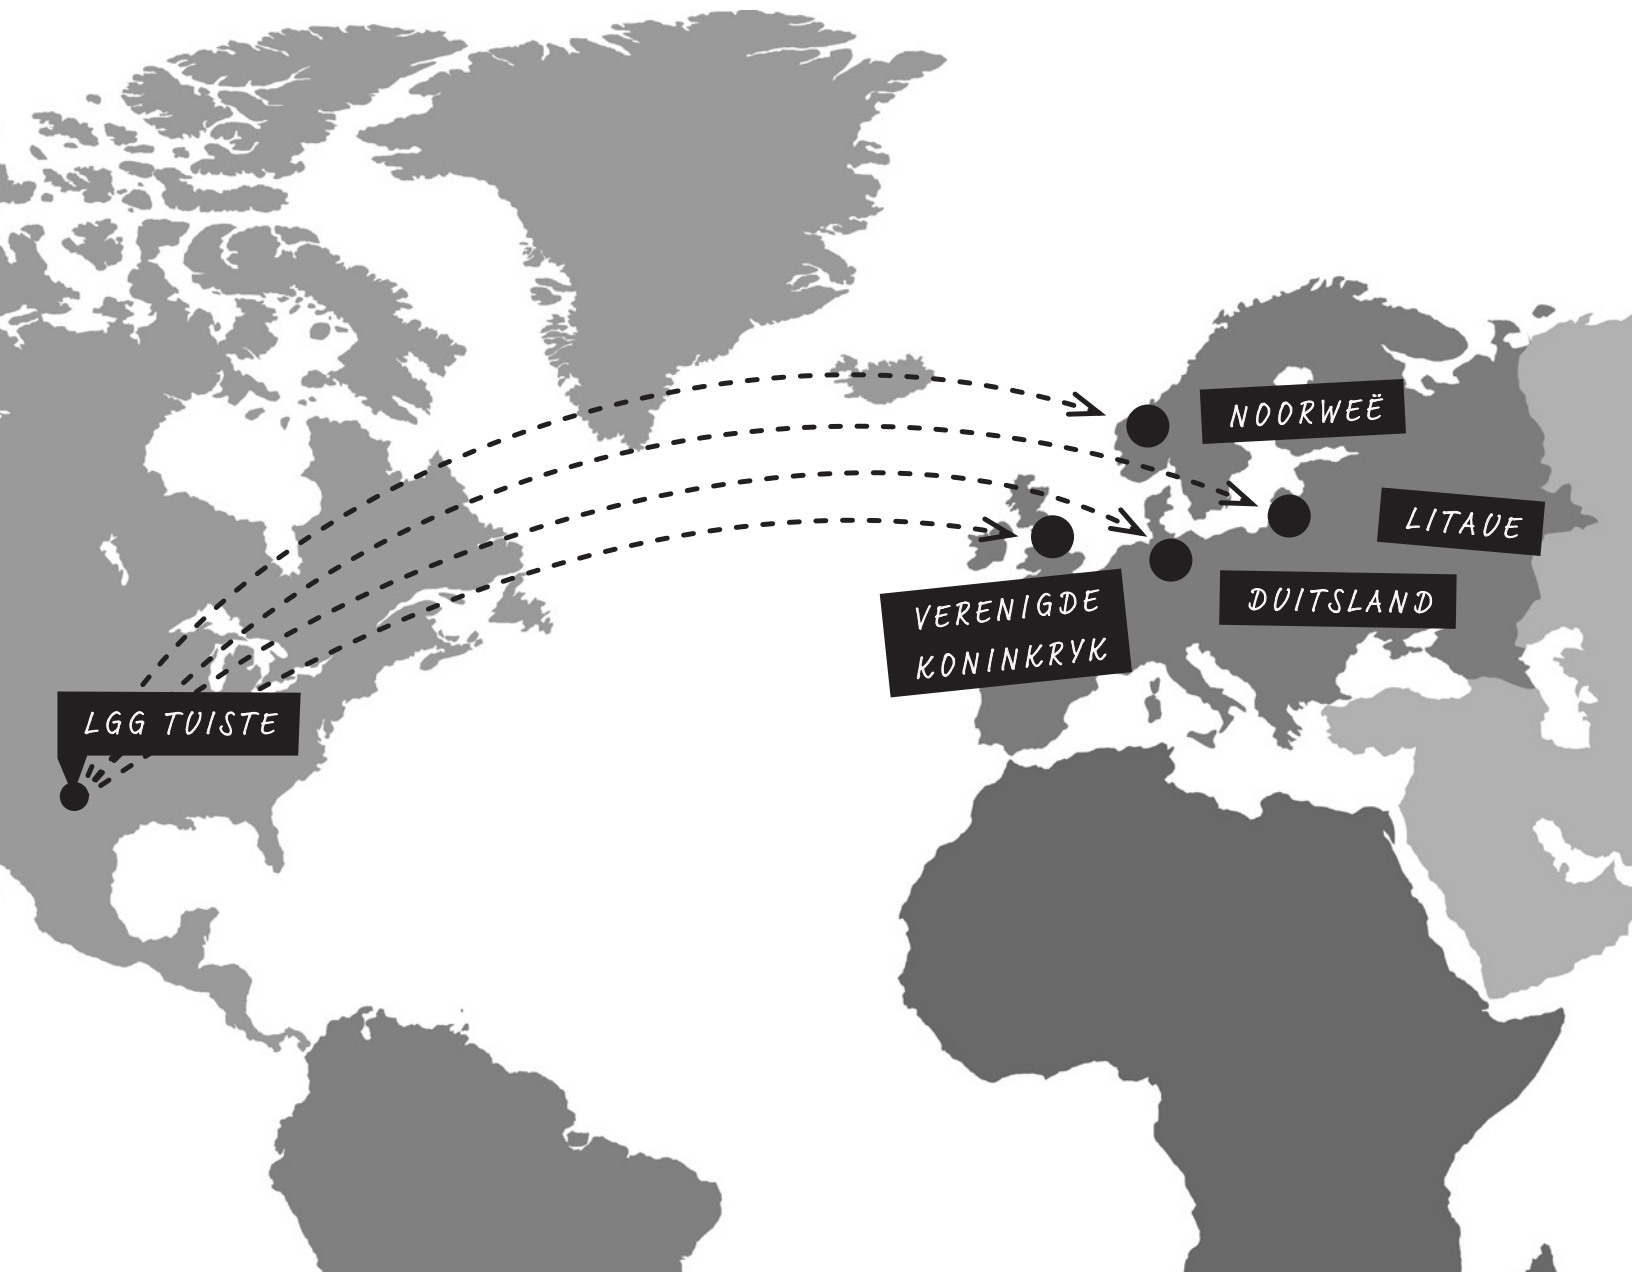 NOORWEË
LITAUE
DUITSLAND
VERENIGDE
KONINKRYK
LGG TUISTE